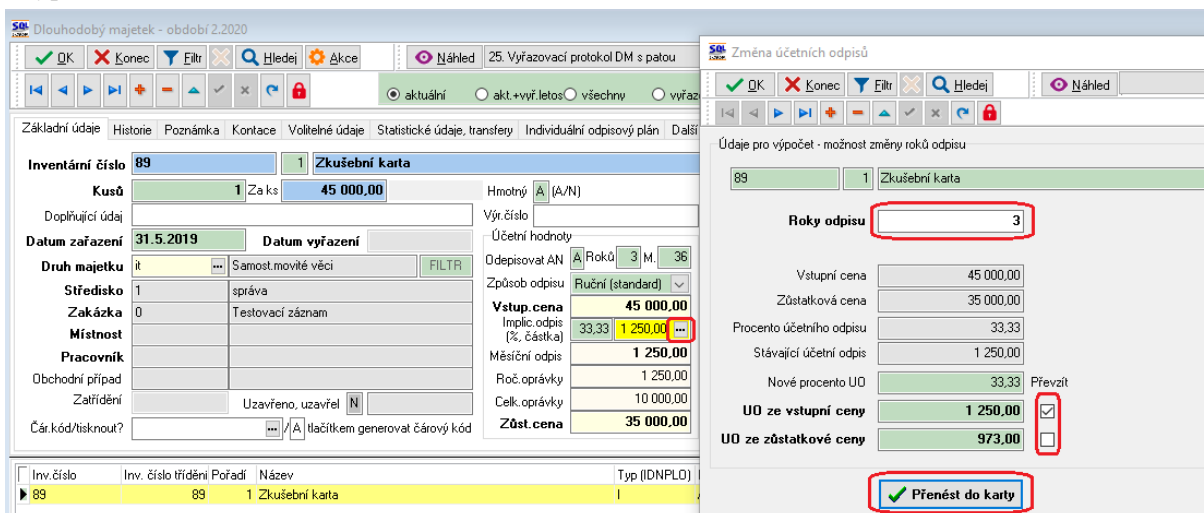 Dlouhodobý majetek - období 2.2020
OK Konec Filtr Hledej Akce Náhled 25. Vyřazovací protokol DM s patou
aktuální akt.+vyř.letos všechny vyřaz
Základní údaje Historie Poznámka Kontace Volitelné údaje Statistické údaje, transfery Individuální odpisový plán Další
Inventární číslo 89 1 Zkušební karta
Kusů 1 Za ks 45 000,00 Hmotný A (A/N)
Doplňující údaj Výr.číslo
Datum zařazení 31.5.2019 Datum vyřazení Účetní hodnoty
Odepisovat AN A Roků 3 M. 36
Druh majetku it ... Samost.movité věci FILTR
Způsob odpisu Ruční (standard)
Středisko 1 správa
Vstup.cena 45 000,00
Zakázka 0 Testovací záznam
Implic.odpis (%, částka) 33,33 1 250,00 ...
Místnost
Pracovník Měsíční odpis 1 250,00
Obchodní případ Roč.oprávky 1 250,00
Zatřídění Uzavřeno, uzavřel N Celk.oprávky 10 000,00
Čár.kód/tisknout? ... / A tlačítkem generovat čárový kód Zůst.cena 35 000,00
Inv.číslo Inv. číslo tříděni Pořadí Název Typ (IDNPLO)
89 89 1 Zkušební karta I
Změna účetních odpisů
OK Konec Filtr Hledej Náhled
Údaje pro výpočet - možnost změny roků odpisu
89 1 Zkušební karta
Roky odpisu 3
Vstupní cena 45 000,00
Zůstatková cena 35 000,00
Procento účetního odpisu 33,33
Stávající účetní odpis 1 250,00
Nové procento UO 33,33 Převzít
UO ze vstupní ceny 1 250,00
UO ze zůstatkové ceny 973,00
Přenést do karty